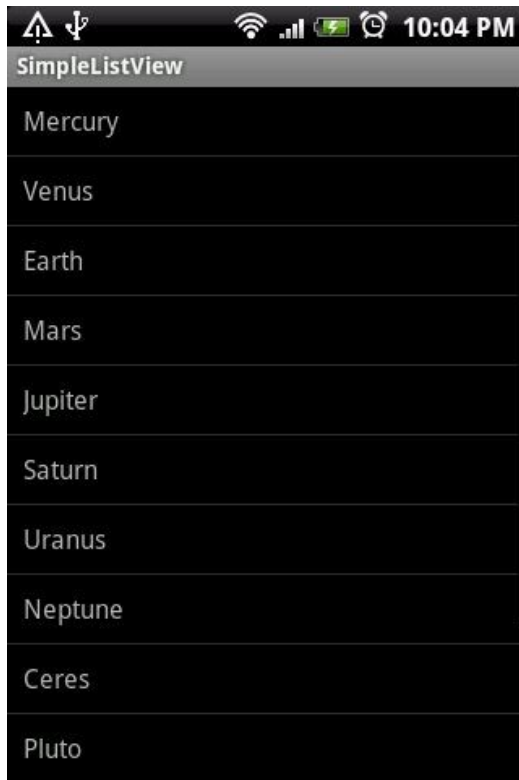 10:04 PM
SimpleListView
Mercury
Venus
Earth
Mars
Jupiter
Saturn
Uranus
Neptune
Ceres
Pluto